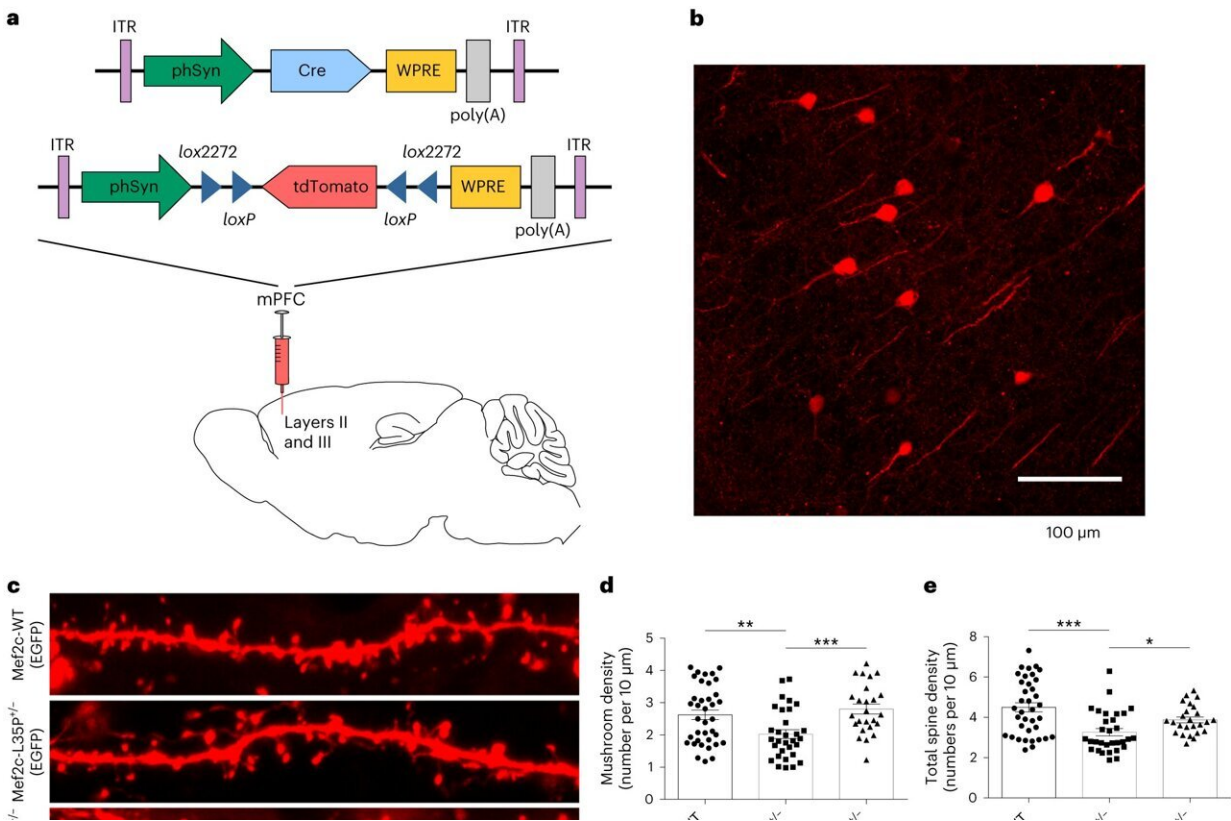 a
ITR
ITR
phSyn
Cre
WPRE
poly(A)
ITR
lox2272
lox2272
ITR
phSyn
tdTomato
WPRE
loxP
loxP
poly(A)
mPFC
Layers II
and III
b
100 µm
c
Mef2c-WT
(EGFP)
Mef2c-L35P+/−
(EGFP)
+/−
d
Mushroom density
(number per 10 µm)
5
4
3
2
1
0
**
***
+/−
+/−
e
Total spine density
(numbers per 10 µm)
8
6
4
2
0
***
*
+/−
+/−